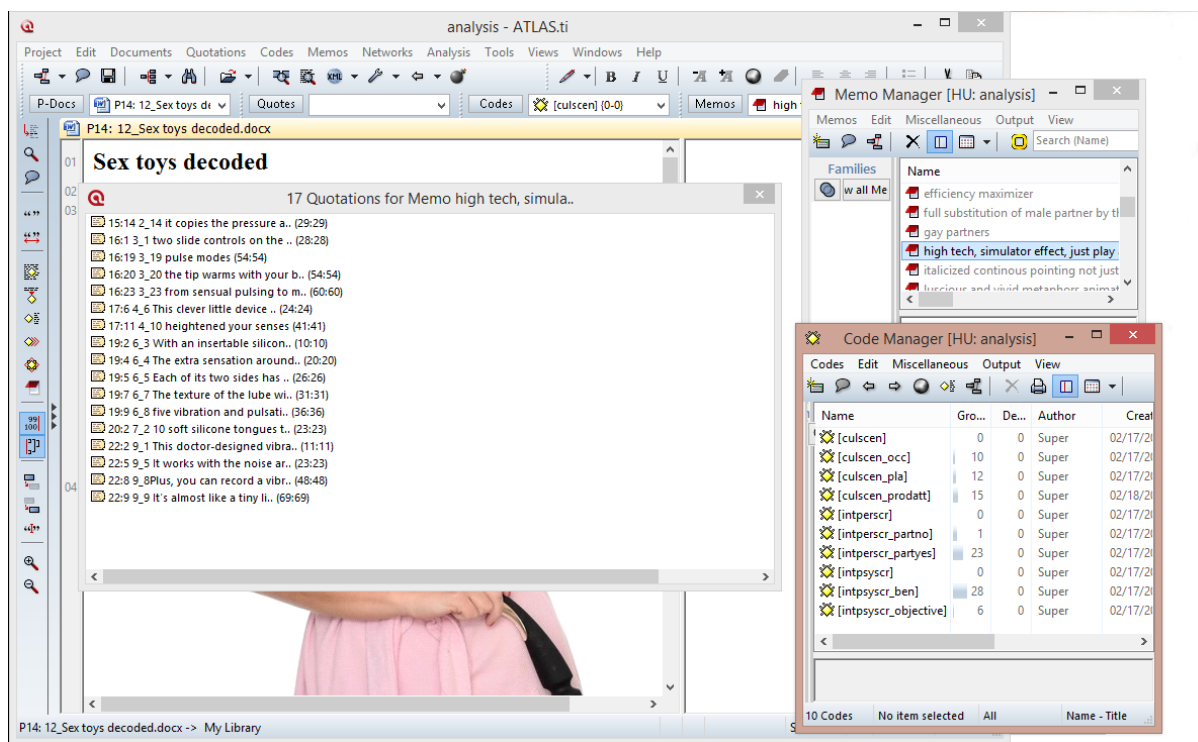 analysis - ATLAS.ti
Project Edit Documents Quotations Codes Memos Networks Analysis Tools Views Windows Help
P-Docs P14: 12_Sex toys de Quotes Codes [culscen] {0-0} Memos high
P14: 12_Sex toys decoded.docx
01 Sex toys decoded
02
03
04
17 Quotations for Memo high tech, simula..
15:14 2_14 it copies the pressure a.. (29:29)
16:1 3_1 two slide controls on the .. (28:28)
16:19 3_19 pulse modes (54:54)
16:20 3_20 the tip warms with your b.. (54:54)
16:23 3_23 from sensual pulsing to m.. (60:60)
17:6 4_6 This clever little device .. (24:24)
17:11 4_10 heightened your senses (41:41)
19:2 6_3 With an insertable silicon.. (10:10)
19:4 6_4 The extra sensation around.. (20:20)
19:5 6_5 Each of its two sides has .. (26:26)
19:7 6_7 The texture of the lube wi.. (31:31)
19:9 6_8 five vibration and pulsati.. (36:36)
20:2 7_2 10 soft silicone tongues t.. (23:23)
22:2 9_1 This doctor-designed vibra.. (11:11)
22:5 9_5 It works with the noise ar.. (23:23)
22:8 9_8Plus, you can record a vibr.. (48:48)
22:9 9_9 It's almost like a tiny li.. (69:69)
P14: 12_Sex toys decoded.docx -> My Library
Memo Manager [HU: analysis]
Memos Edit Miscellaneous Output View
Search (Name)
Families
w all Me
Name
efficiency maximizer
full substitution of male partner by th
gay partners
high tech, simulator effect, just play
italicized continous pointing not just
luscious and vivid metaphors animat
Code Manager [HU: analysis]
Codes Edit Miscellaneous Output View
Name Gro... De... Author Creat
[culscen] 0 0 Super 02/17/20
[culscen_occ] 10 0 Super 02/17/20
[culscen_pla] 12 0 Super 02/17/20
[culscen_prodatt] 15 0 Super 02/18/20
[intperscr] 0 0 Super 02/17/20
[intperscr_partno] 1 0 Super 02/17/20
[intperscr_partyes] 23 0 Super 02/17/20
[intpsyscr] 0 0 Super 02/17/20
[intpsyscr_ben] 28 0 Super 02/17/20
[intpsyscr_objective] 6 0 Super 02/17/20
10 Codes No item selected All Name - Title